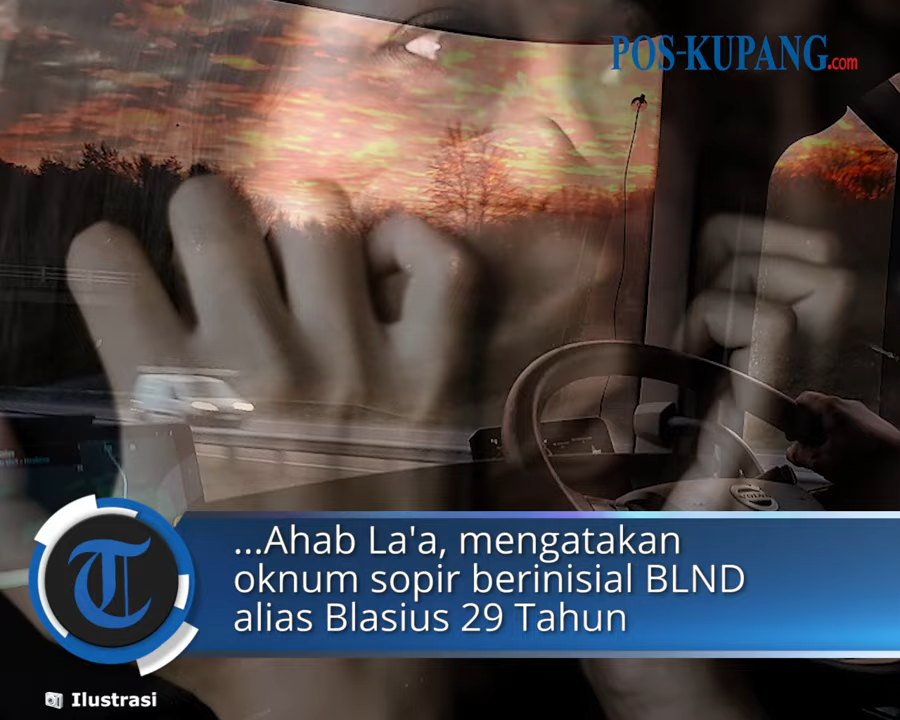 POS-KUPANG.com
...Ahab La'a, mengatakan
oknum sopir berinisial BLND
alias Blasius 29 Tahun
T
Ilustrasi